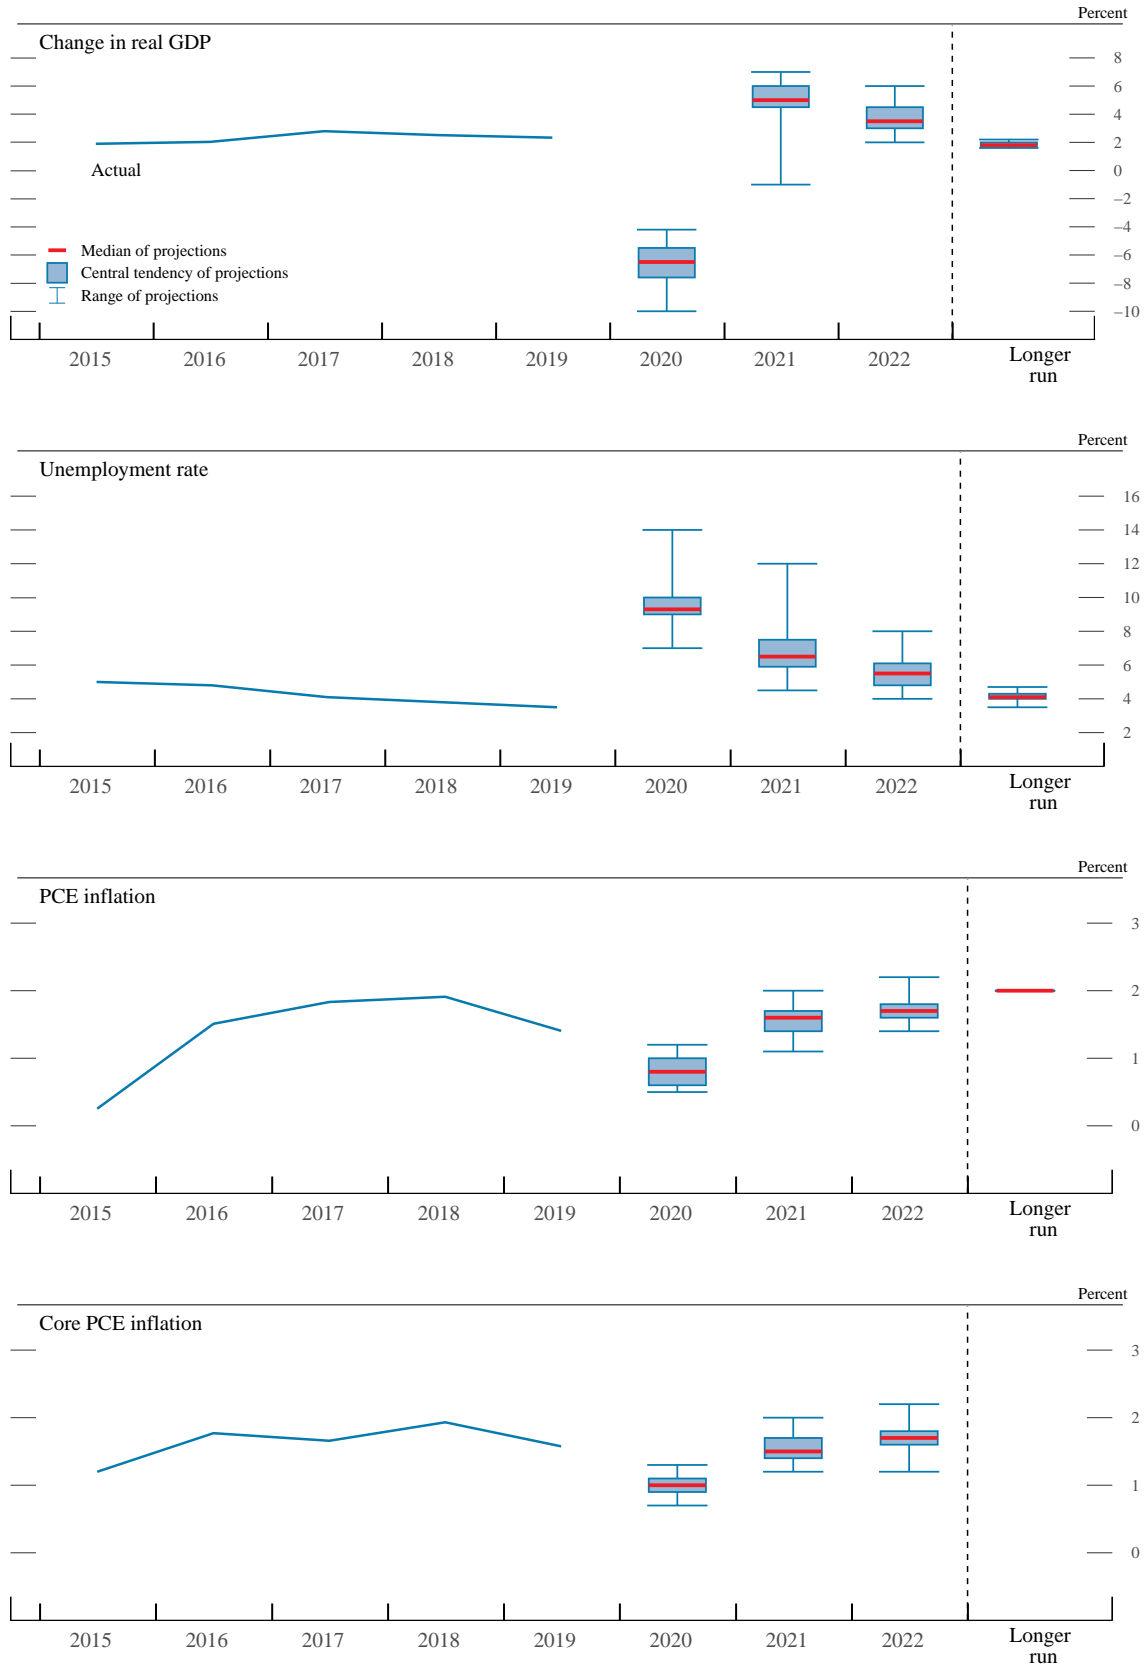 Percent
Change in real GDP
8
6
4
2
Actual
0
−2
−4
Median of projections
−6
Central tendency of projections
−8
Range of projections
−10
2015 2016 2017 2018 2019 2020 2021 2022 Longer
run
Percent
Unemployment rate
16
14
12
10
8
6
4
2
2015 2016 2017 2018 2019 2020 2021 2022 Longer
run
Percent
PCE inflation
3
2
1
0
2015 2016 2017 2018 2019 2020 2021 2022 Longer
run
Percent
Core PCE inflation
3
2
1
0
2015 2016 2017 2018 2019 2020 2021 2022 Longer
run